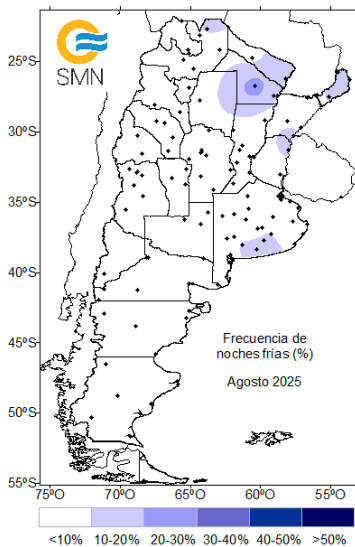 SMN
25°S
30°S
35°S
40°S
45°S
50°S
55°S
Frecuencia de
noches frías (%)
Agosto 2025
75°O 70°O 65°O 60°O 55°O
<10% 10-20% 20-30% 30-40% 40-50% >50%